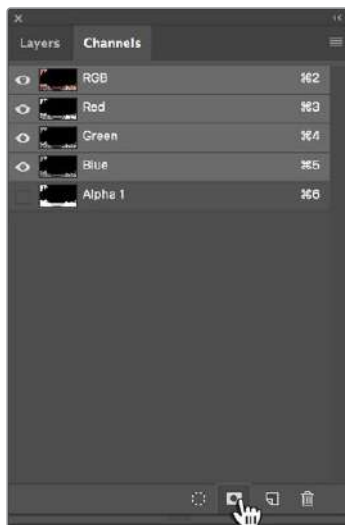 Layers Channels
RGB ⌘2
Red ⌘3
Green ⌘4
Blue ⌘5
Alpha 1 ⌘6